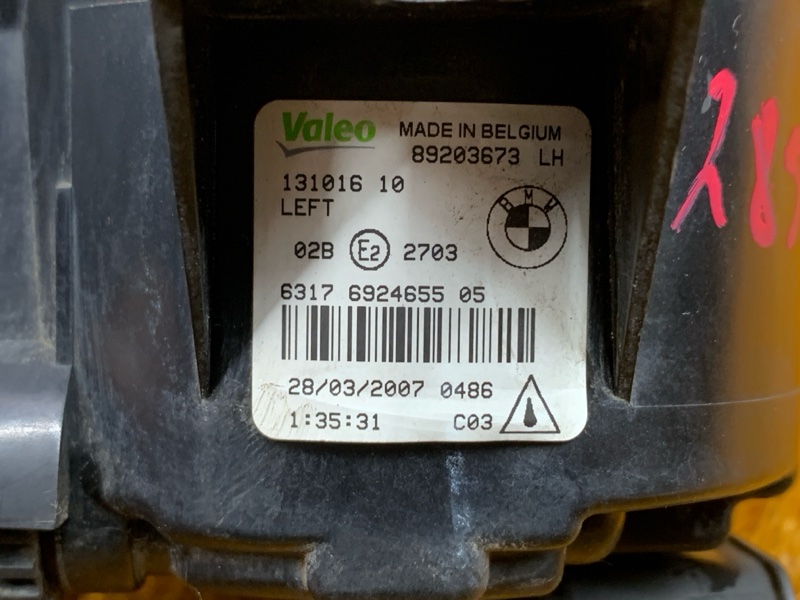 Valeo MADE IN BELGIUM
89203673 LH
131016 10
LEFT
BMW
02B E2 2703
6317 6924655 05
28/03/2007 0486
1:35:31 C03